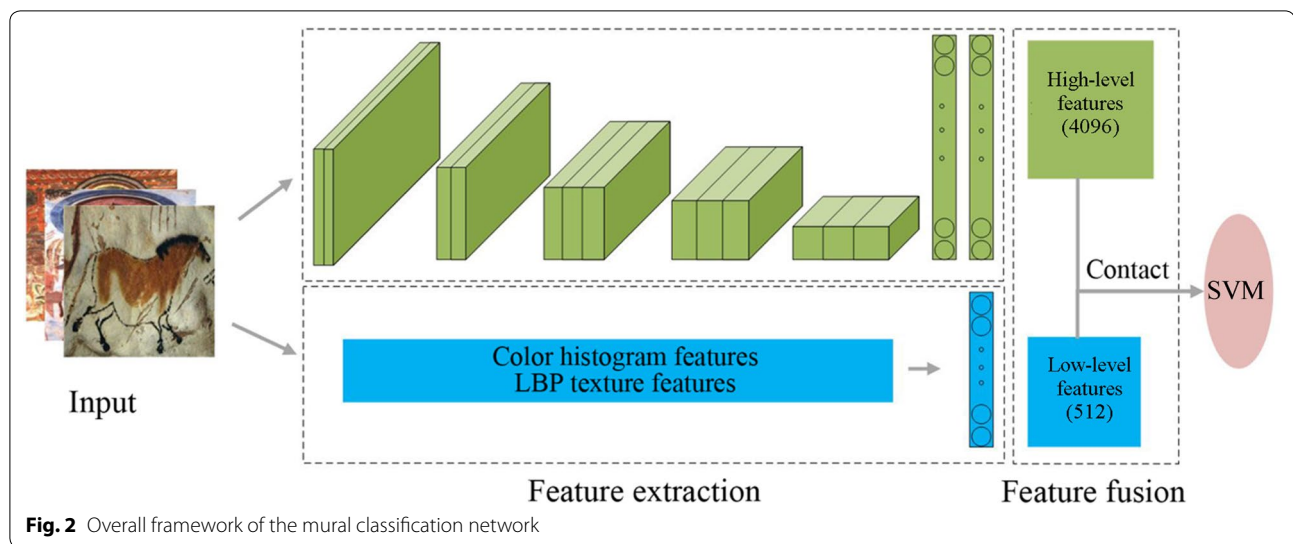 Input
Color histogram features
LBP texture features
Feature extraction
High-level
features
(4096)
Contact
SVM
Low-level
features
(512)
Feature fusion
Fig. 2 Overall framework of the mural classification network